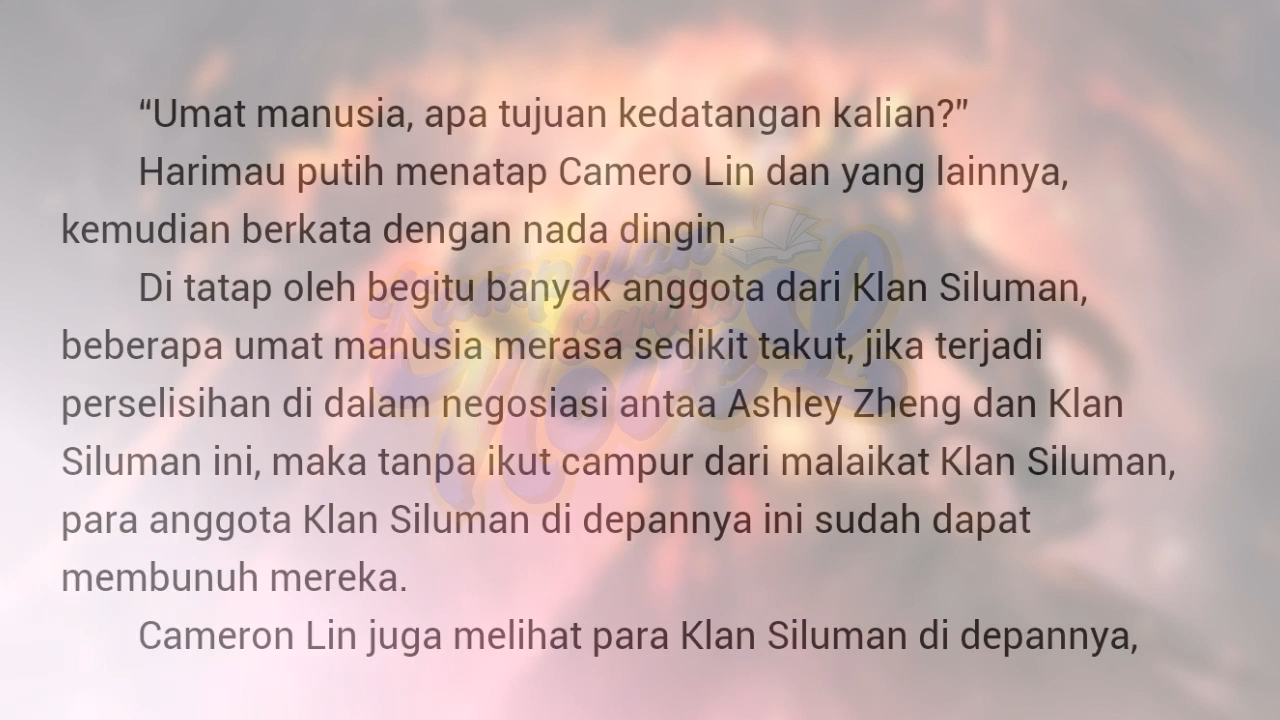 “Umat manusia, apa tujuan kedatangan kalian?”
Harimau putih menatap Camero Lin dan yang lainnya,
kemudian berkata dengan nada dingin.
Di tatap oleh begitu banyak anggota dari Klan Siluman,
beberapa umat manusia merasa sedikit takut, jika terjadi
perselisihan di dalam negosiasi antaa Ashley Zheng dan Klan
Siluman ini, maka tanpa ikut campur dari malaikat Klan Siluman,
para anggota Klan Siluman di depannya ini sudah dapat
membunuh mereka.
Cameron Lin juga melihat para Klan Siluman di depannya,